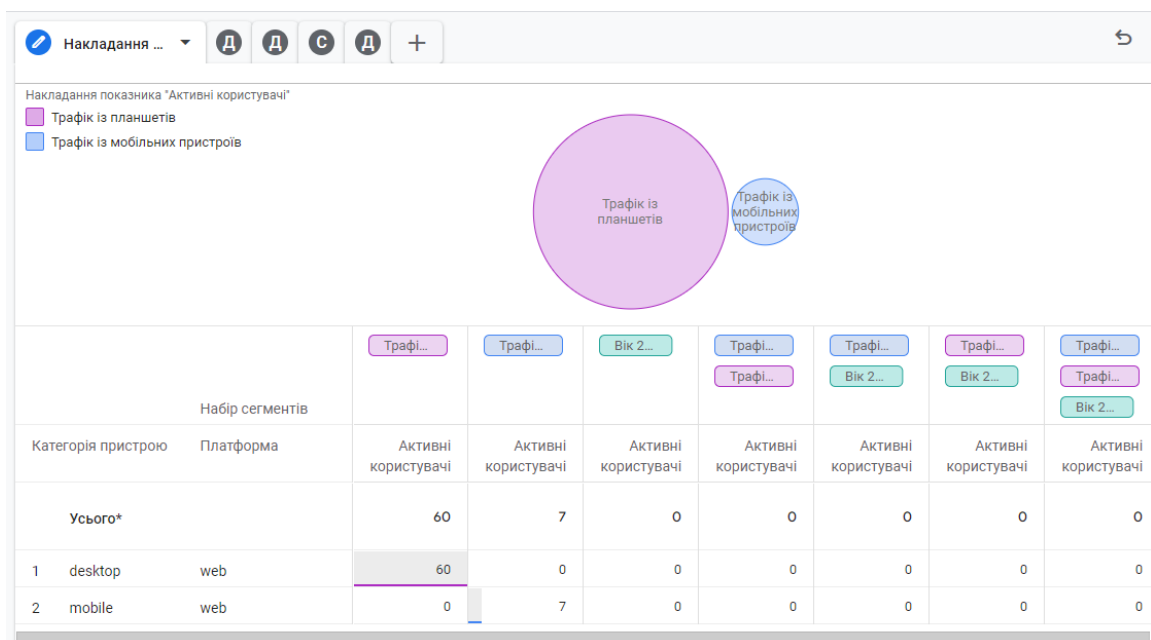 Накладання ...
Д
Д
С
Д
Накладання показника "Активні користувачі"
Трафік із планшетів
Трафік із мобільних пристроїв
Трафік із
планшетів
Трафік із
мобільних
пристроїв
Трафі... Трафі... Вік 2... Трафі... Трафі... Трафі... Трафі...
Трафі... Вік 2... Вік 2... Трафі...
Набір сегментів Вік 2...
Категорія пристрою Платформа Активні Активні Активні Активні Активні Активні Активні
користувачі користувачі користувачі користувачі користувачі користувачі користувачі
Усього* 60 7 0 0 0 0 0
1 desktop web 60 0 0 0 0 0 0
2 mobile web 0 7 0 0 0 0 0